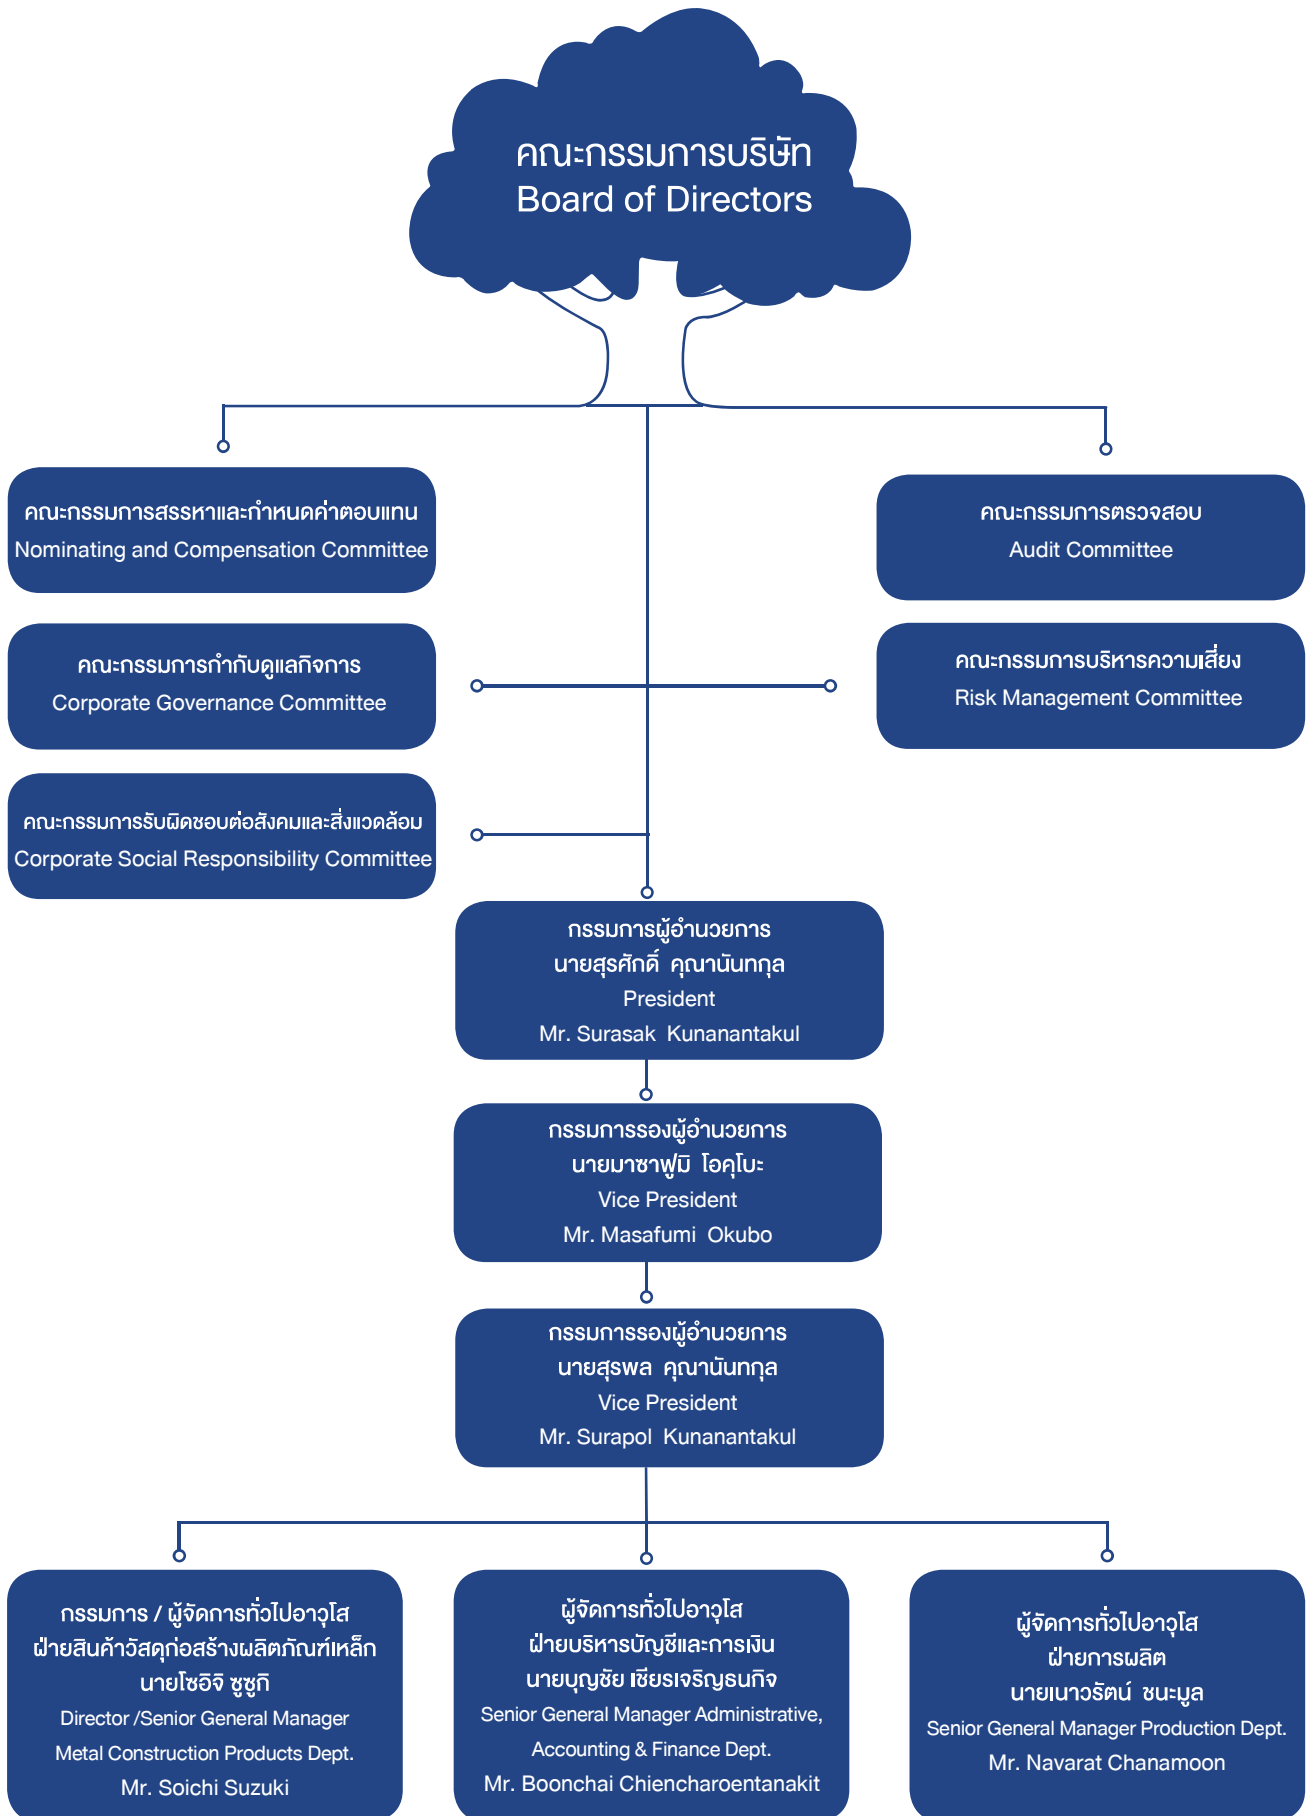 คณะกรรมการบริษัท
Board of Directors
คณะกรรมการสรรหาและกำหนดค่าตอบแทน
Nominating and Compensation Committee
คณะกรรมการตรวจสอบ
Audit Committee
คณะกรรมการกำกับดูแลกิจการ
Corporate Governance Committee
คณะกรรมการบริหารความเสี่ยง
Risk Management Committee
คณะกรรมการรับผิดชอบต่อสังคมและสิ่งแวดล้อม
Corporate Social Responsibility Committee
กรรมการผู้อำนวยการ
นายสุรศักดิ์ คุณานันทกุล
President
Mr. Surasak Kunanantakul
กรรมการรองผู้อำนวยการ
นายมาซาฟูมิ โอคุโบะ
Vice President
Mr. Masafumi Okubo
กรรมการรองผู้อำนวยการ
นายสุรพล คุณานันทกุล
Vice President
Mr. Surapol Kunanantakul
กรรมการ / ผู้จัดการทั่วไปอาวุโส
ฝ่ายสินค้าวัสดุก่อสร้างผลิตภัณฑ์เหล็ก
นายโซอิจิ ซูซูกิ
Director /Senior General Manager
Metal Construction Products Dept.
Mr. Soichi Suzuki
ผู้จัดการทั่วไปอาวุโส
ฝ่ายบริหารบัญชีและการเงิน
นายบุญชัย เชียรเจริญธนกิจ
Senior General Manager Administrative,
Accounting & Finance Dept.
Mr. Boonchai Chiencharoentanakit
ผู้จัดการทั่วไปอาวุโส
ฝ่ายการผลิต
นายเนาวรัตน์ ชนะมูล
Senior General Manager Production Dept.
Mr. Navarat Chanamoon